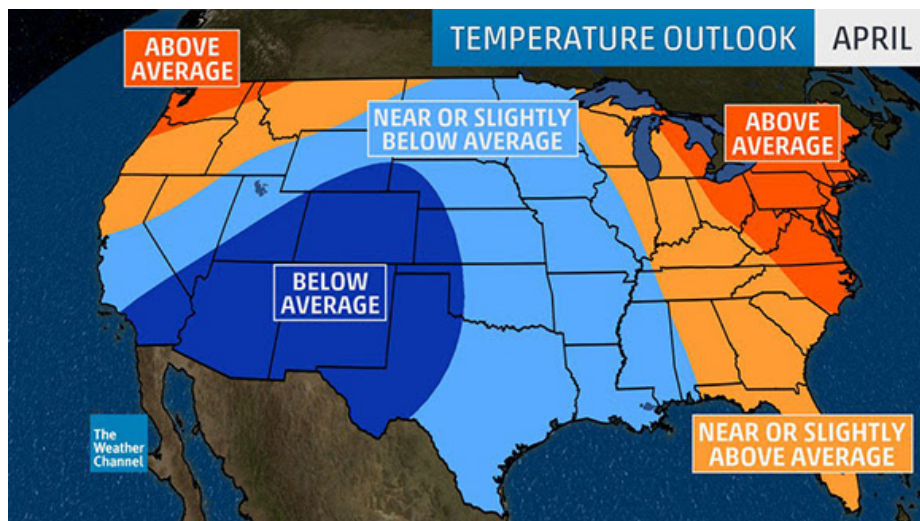 TEMPERATURE OUTLOOK APRIL
ABOVE
AVERAGE
NEAR OR SLIGHTLY
BELOW AVERAGE
ABOVE
AVERAGE
BELOW
AVERAGE
NEAR OR SLIGHTLY
ABOVE AVERAGE
The
Weather
Channel